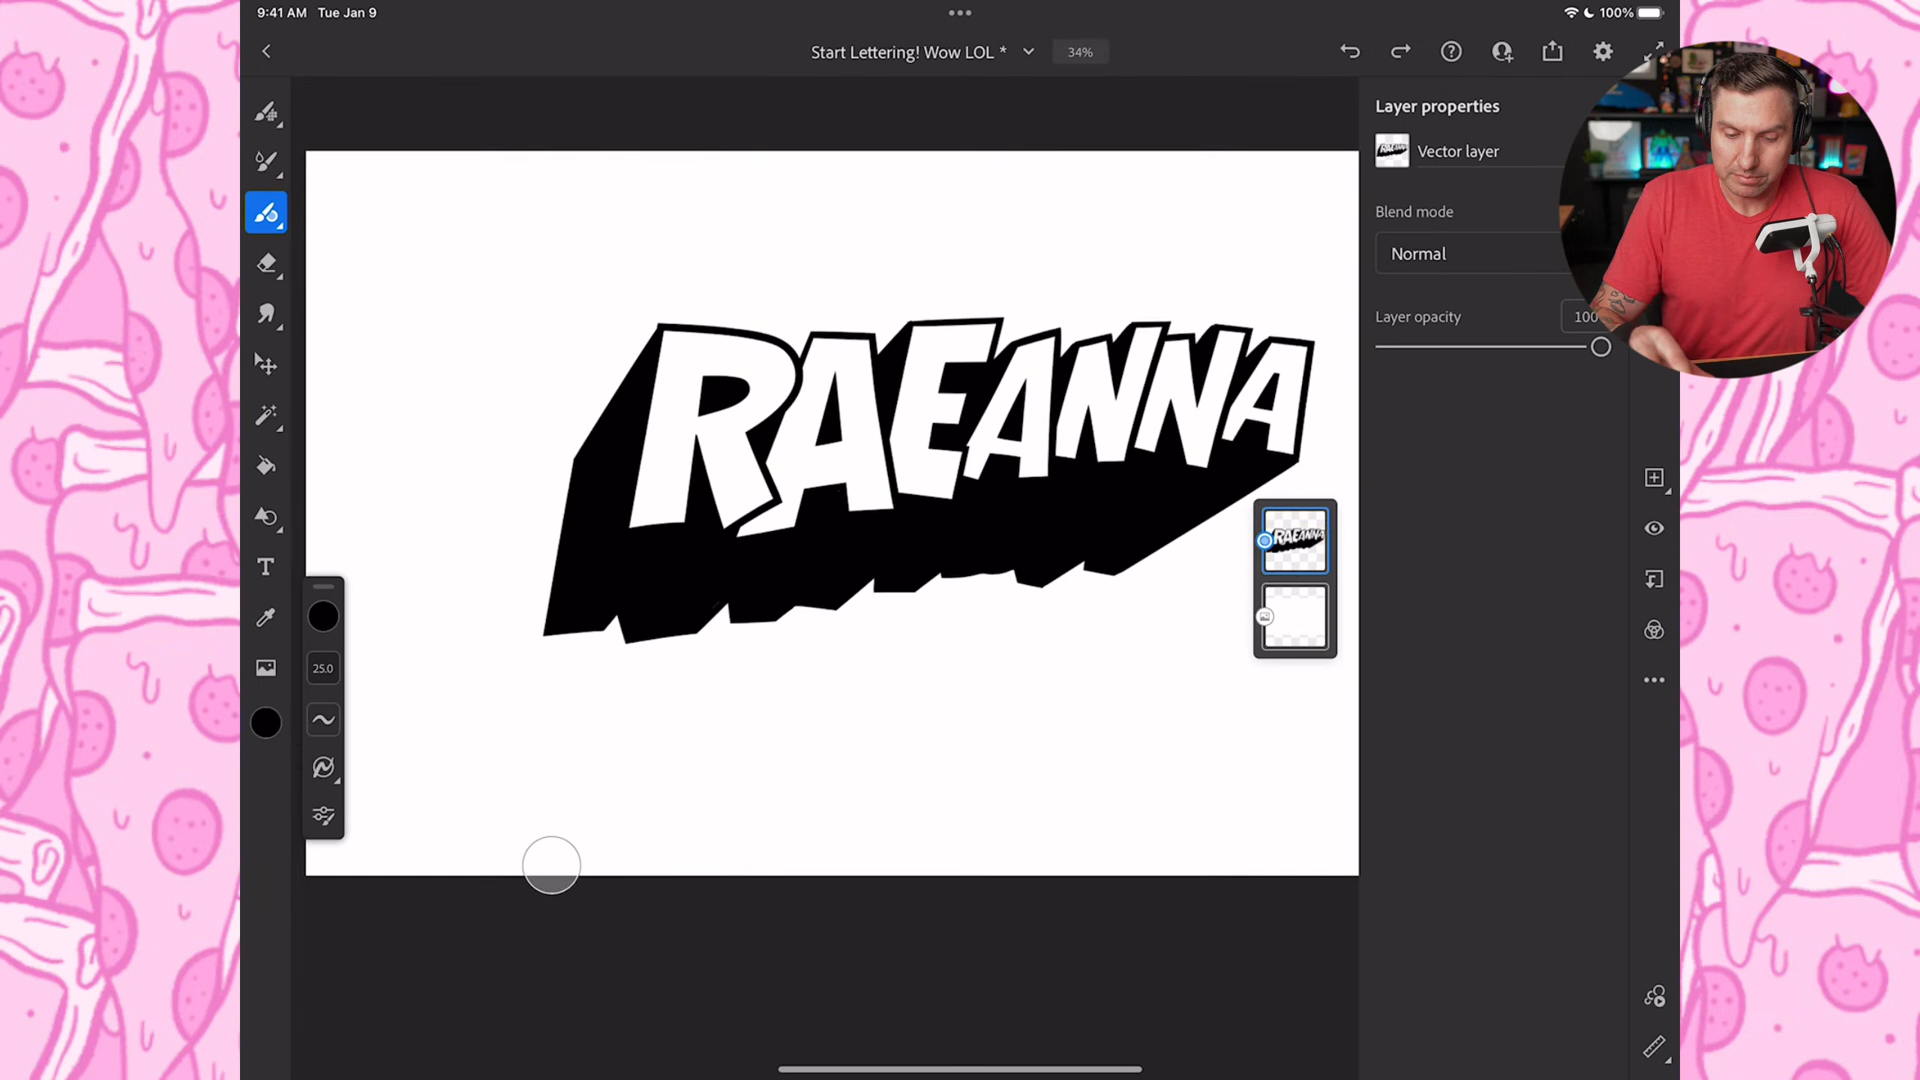 9:41 AM Tue Jan 9
100%
Start Lettering! Wow LOL *
34%
Layer properties
Vector layer
Blend mode
Normal
Layer opacity
100
RAEANNA
RAEANNA
25.0